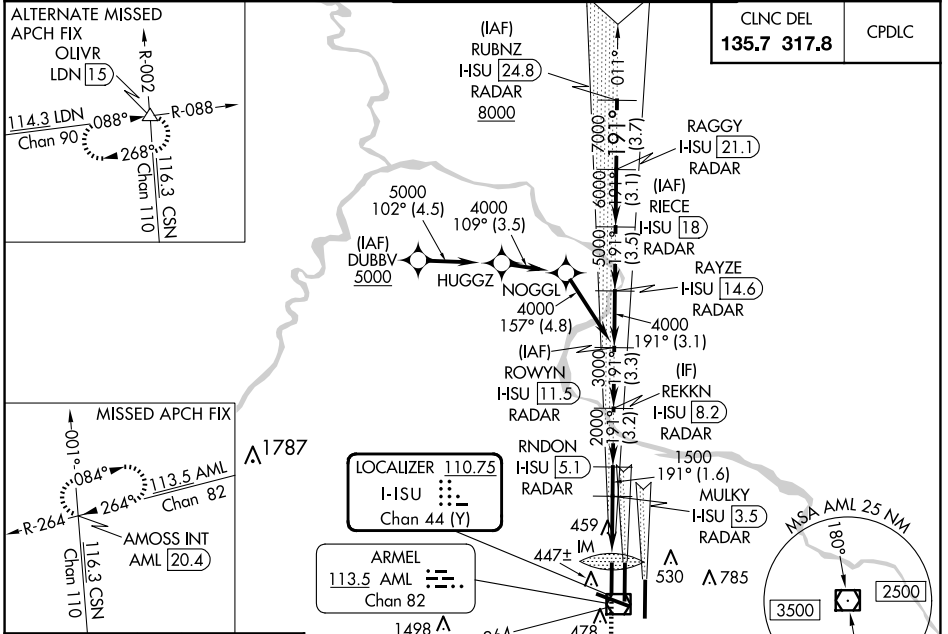 ALTERNATE MISSED
APCH FIX
OLIVR
LDN 15
R-002
R-088
114.3 LDN
Chan 90
088°
268°
116.3 CSN
Chan 110
(IAF)
RUBNZ
I-ISU 24.8
RADAR
8000
CLNC DEL
135.7 317.8
CPDLC
011°
7000
191°
(3.7)
RAGGY
I-ISU 21.1
RADAR
6000
191°
(3.1)
(IAF)
RIECE
I-ISU 18
RADAR
5000
191°
(3.5)
RAYZE
I-ISU 14.6
RADAR
4000
191° (3.1)
5000
102° (4.5)
4000
109° (3.5)
(IAF)
DUBBV
5000
HUGGZ
NOGGL
4000
157° (4.8)
(IAF)
ROWYN
I-ISU 11.5
RADAR
3000
191°
(3.3)
(IF)
REKKN
I-ISU 8.2
RADAR
2000
191°
(3.2)
RNDON
I-ISU 5.1
RADAR
1500
191° (1.6)
MULKY
I-ISU 3.5
RADAR
MISSED APCH FIX
001°
084°
264°
113.5 AML
Chan 82
R-264
AMOSS INT
AML 20.4
116.3 CSN
Chan 110
1787
LOCALIZER 110.75
I-ISU
Chan 44 (Y)
ARMEL
113.5 AML
Chan 82
459
IM
447±
530
785
1498
478
MSA AML 25 NM
180°
3500
2500